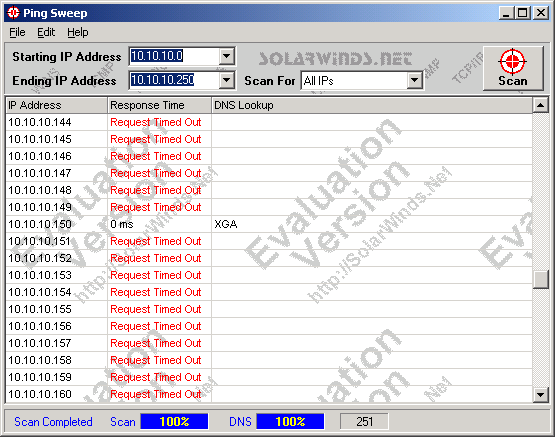 Ping Sweep
File Edit Help
Starting IP Address 10.10.10.0
SOLARWINDS.NET
Ending IP Address 10.10.10.250 Scan For All IPs Scan
IP Address Response Time DNS Lookup
10.10.10.144 Request Timed Out
10.10.10.145 Request Timed Out
10.10.10.146 Request Timed Out
10.10.10.147 Request Timed Out
10.10.10.148 Request Timed Out
10.10.10.149 Request Timed Out
10.10.10.150 0 ms XGA
10.10.10.151 Request Timed Out
10.10.10.152 Request Timed Out
10.10.10.153 Request Timed Out
10.10.10.154 Request Timed Out
10.10.10.155 Request Timed Out
10.10.10.156 Request Timed Out
10.10.10.157 Request Timed Out
10.10.10.158 Request Timed Out
10.10.10.159 Request Timed Out
10.10.10.160 Request Timed Out
Evaluation
Version
http://SolarWinds.Net
Evaluation
Version
http://SolarWinds.Net
Scan Completed Scan 100% DNS 100% 251